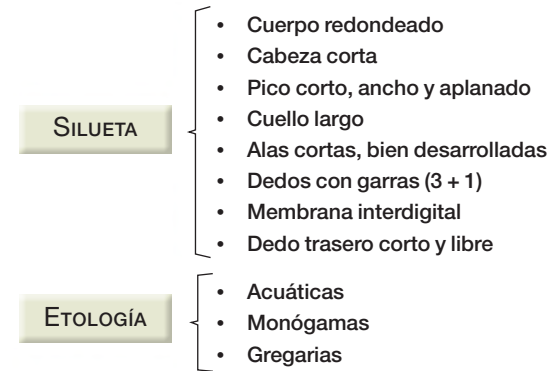 SILUETA
• Cuerpo redondeado
• Cabeza corta
• Pico corto, ancho y aplanado
• Cuello largo
• Alas cortas, bien desarrolladas
• Dedos con garras (3 + 1)
• Membrana interdigital
• Dedo trasero corto y libre
ETOLOGÍA
• Acuáticas
• Monógamas
• Gregarias